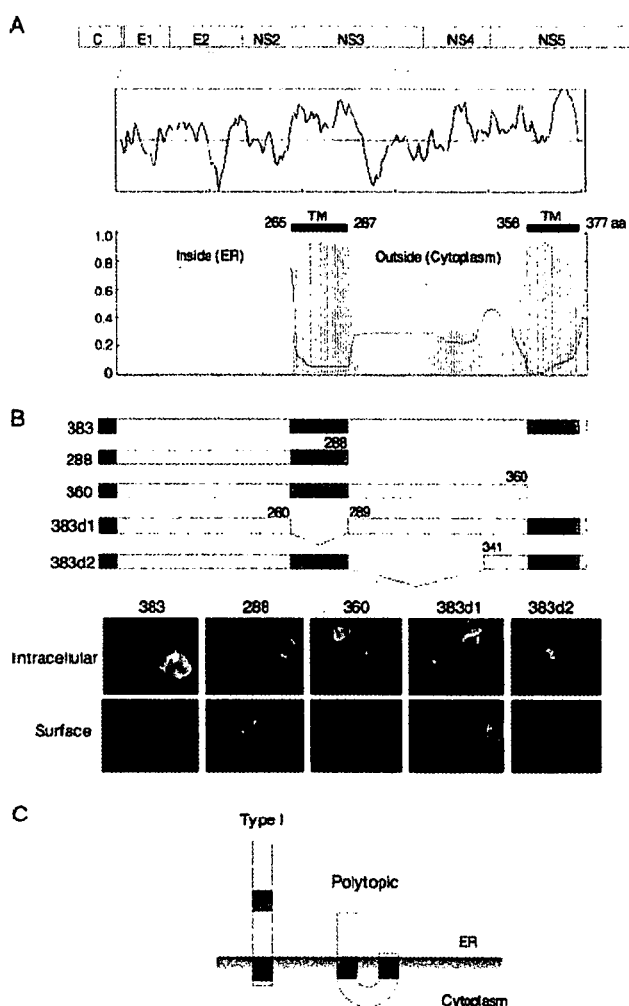 A
C E1 E2 NS2 NS3 NS4 NS5
265 TM 287 356 TM 377 aa
1.0
0.8
0.6
0.4
0.2
0
Inside (ER) Outside (Cytoplasm)
B
383
288
288
360
360
383d1 260 289
383d2 341
383 288 360 383d1 383d2
Intracellular
Surface
C
Type I
Polytopic
ER
Cytoplasm